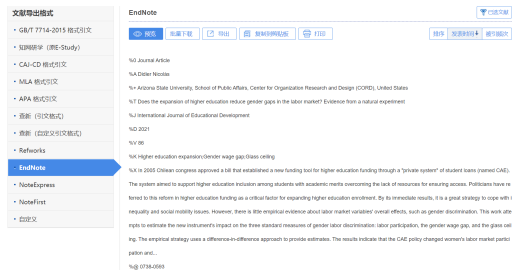 文献导出格式
· GB/T 7714-2015 格式引文
· 知网研学（原E-Study）
· CAJ-CD 格式引文
· MLA 格式引文
· APA 格式引文
· 查新（引文格式）
· 查新（自定义引文格式）
· Refworks
EndNote
· NoteExpress
· NoteFirst
· 自定义
EndNote
已选文献
预览 批量下载 导出 复制到剪贴板 打印
排序 发表时间 被引频次
%0 Journal Article
%A Didier Nicolas
%+ Arizona State University, School of Public Affairs, Center for Organization Research and Design (CORD), United States
%T Does the expansion of higher education reduce gender gaps in the labor market? Evidence from a natural experiment
%J International Journal of Educational Development
%D 2021
%V 86
%K Higher education expansion;Gender wage gap;Glass ceiling
%X In 2005 Chilean congress approved a bill that established a new funding tool for higher education funding through a "private system" of student loans (named CAE).
The system aimed to support higher education inclusion among students with academic merits overcoming the lack of resources for ensuring access. Politicians have re
ferred to this reform in higher education funding as a critical factor for expanding higher education enrollment. By its immediate results, it is a great strategy to cope with i
nequality and social mobility issues. However, there is little empirical evidence about labor market variables' overall effects, such as gender discrimination. This work atte
mpts to estimate the new instrument's impact on the three standard measures of gender labor discrimination: labor participation, the gender wage gap, and the glass ceil
ing. The empirical strategy uses a difference-in-difference approach to provide estimates. The results indicate that the CAE policy changed women's labor market partici
pation and...
%@ 0738-0593